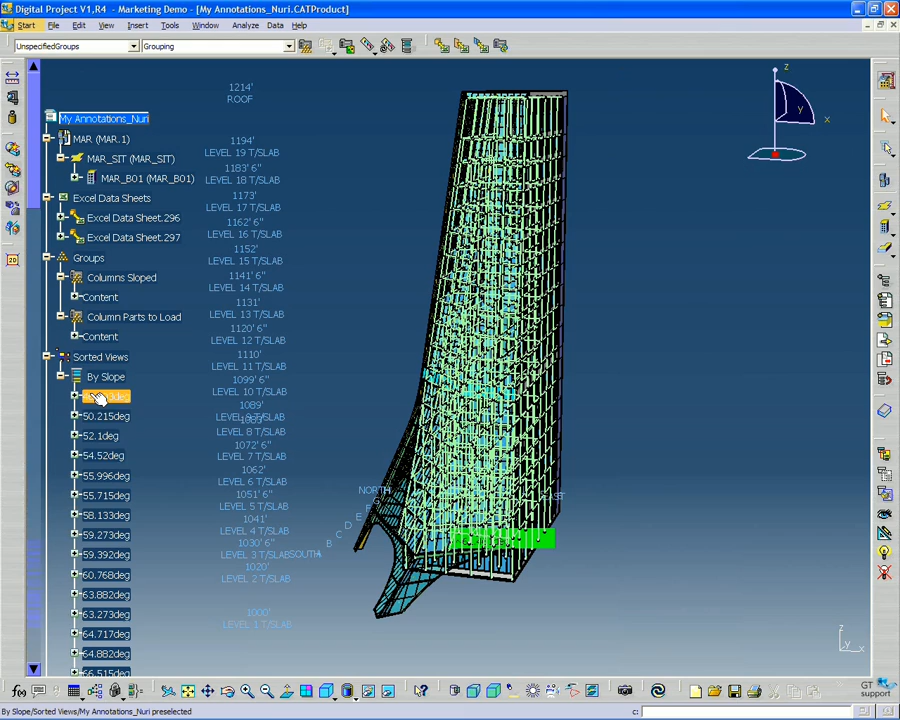 Digital Project V1,R4 - Marketing Demo - [My Annotations_Nuri.CATProduct]
Start File Edit View Insert Tools Window Analyze Data Help
UnspecifiedGroups Grouping
My Annotations_Nuri
MAR (MAR.1)
MAR_SIT (MAR_SIT)
MAR_B01 (MAR_B01)
Excel Data Sheets
Excel Data Sheet.296
Excel Data Sheet.297
Groups
Columns Sloped
Content
Column Parts to Load
Content
Sorted Views
By Slope
50.215deg
52.1deg
54.52deg
55.996deg
55.715deg
58.133deg
59.273deg
59.392deg
60.768deg
63.882deg
63.273deg
64.717deg
64.882deg
66.515deg
1214'
ROOF
1194'
LEVEL 19 T/SLAB
1183' 6"
LEVEL 18 T/SLAB
1173'
LEVEL 17 T/SLAB
1162' 6"
LEVEL 16 T/SLAB
1152'
LEVEL 15 T/SLAB
1141' 6"
LEVEL 14 T/SLAB
1131'
LEVEL 13 T/SLAB
1120' 6"
LEVEL 12 T/SLAB
1110'
LEVEL 11 T/SLAB
1099' 6"
LEVEL 10 T/SLAB
1089'
LEVEL 8 T/SLAB
1072' 6"
LEVEL 7 T/SLAB
1062'
LEVEL 6 T/SLAB
1051' 6"
LEVEL 5 T/SLAB
1041'
LEVEL 4 T/SLAB
1030' 6"
LEVEL 3 T/SLAB
1020'
LEVEL 2 T/SLAB
1000'
LEVEL 1 T/SLAB
NORTH
SOUTH
E
D
C
B
z
y
x
z
y
x
GT
support
By Slope/Sorted Views/My Annotations_Nuri preselected
c: